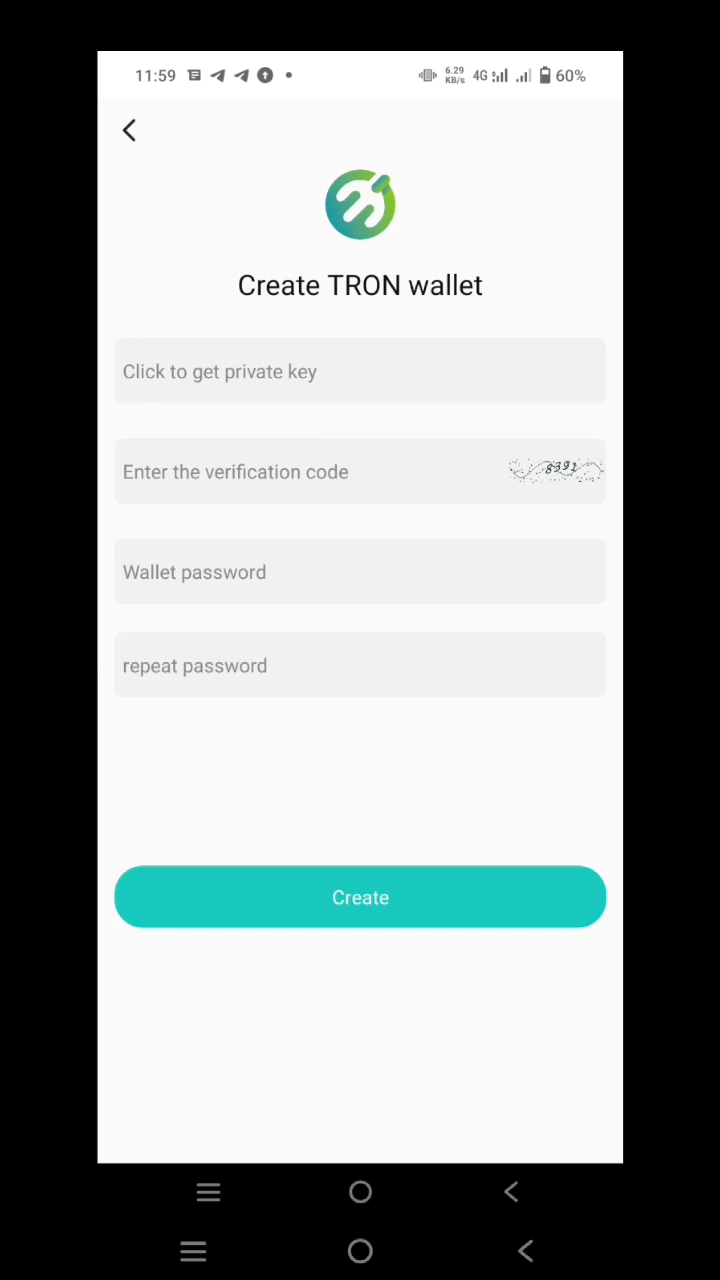 11:59 6.29 KB/s 4G 60%
Create TRON wallet
Click to get private key
Enter the verification code 8391
Wallet password
repeat password
Create